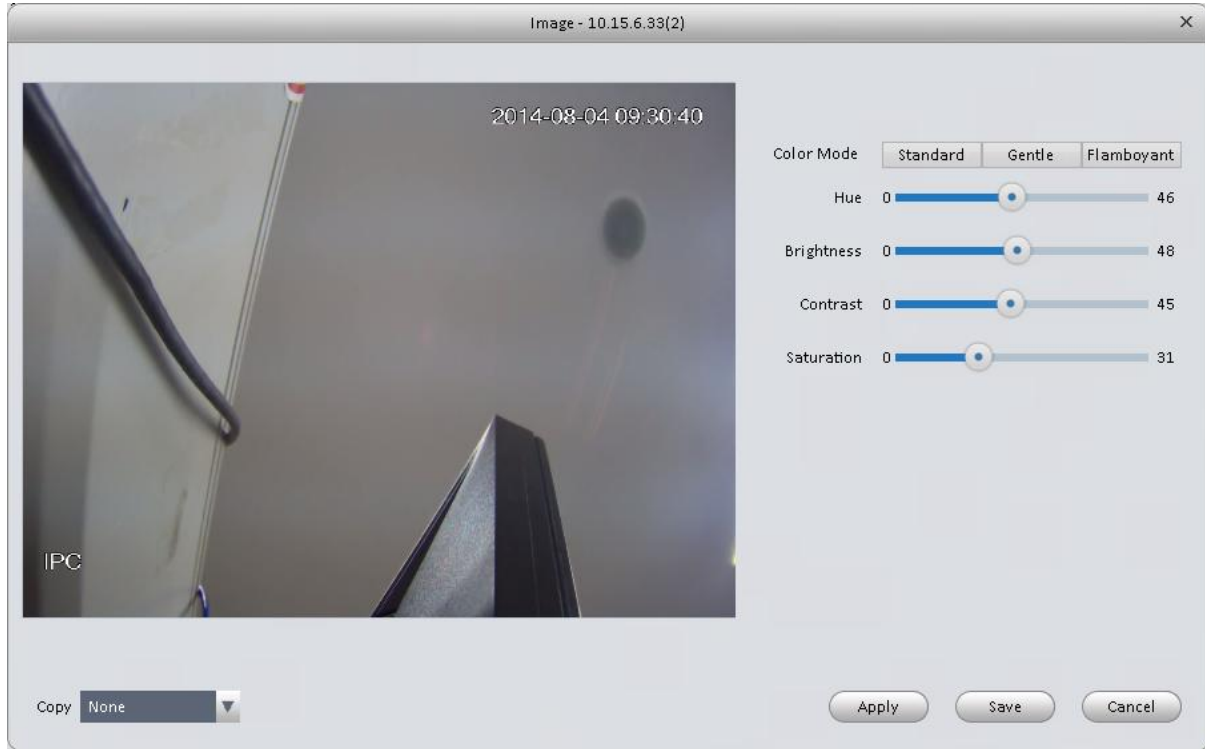 Image - 10.15.6.33(2)
2014-08-04 09:30:40
IPC
Color Mode Standard Gentle Flamboyant
Hue 0 46
Brightness 0 48
Contrast 0 45
Saturation 0 31
Copy None
Apply Save Cancel